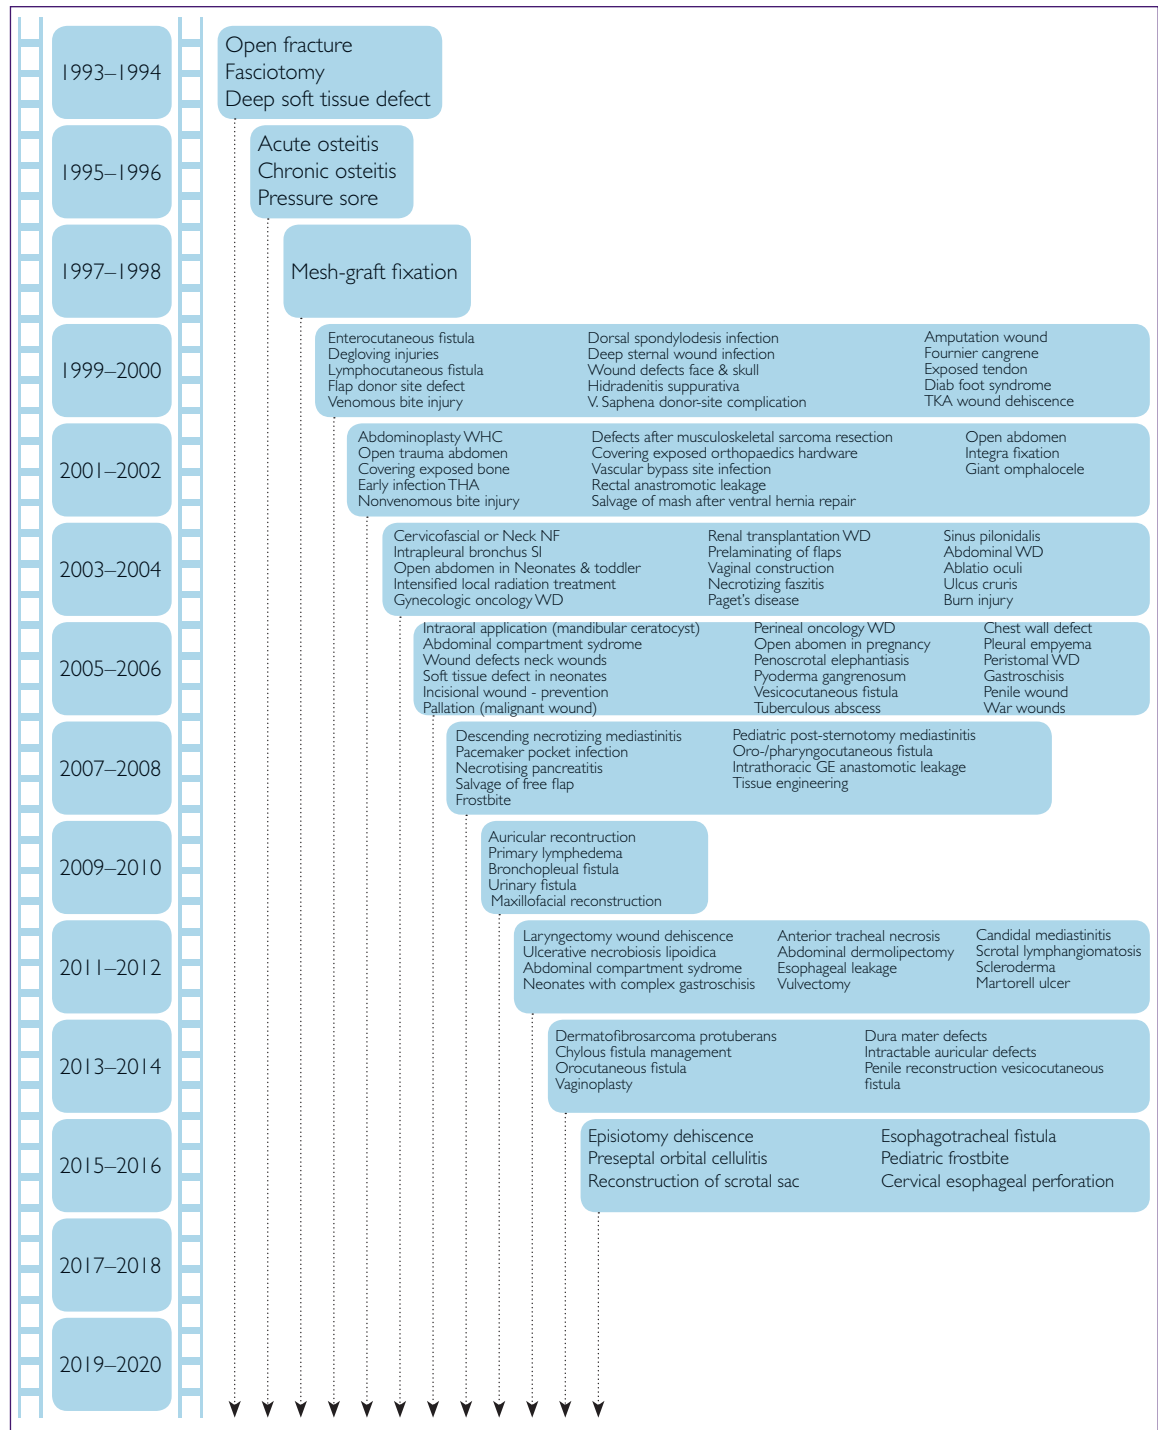 1993–1994
Open fracture
Fasciotomy
Deep soft tissue defect
1995–1996
Acute osteitis
Chronic osteitis
Pressure sore
1997–1998
Mesh-graft fixation
1999–2000
Enterocutaneous fistula
Degloving injuries
Lymphocutaneous fistula
Flap donor site defect
Venomous bite injury
Dorsal spondylodesis infection
Deep sternal wound infection
Wound defects face & skull
Hidradenitis suppurativa
V. Saphena donor-site complication
Amputation wound
Fournier cangrene
Exposed tendon
Diab foot syndrome
TKA wound dehiscence
2001–2002
Abdominoplasty WHC
Open trauma abdomen
Covering exposed bone
Early infection THA
Nonvenomous bite injury
Defects after musculoskeletal sarcoma resection
Covering exposed orthopaedics hardware
Vascular bypass site infection
Rectal anastromotic leakage
Salvage of mash after ventral hernia repair
Open abdomen
Integra fixation
Giant omphalocele
2003–2004
Cervicofascial or Neck NF
Intrapleural bronchus SI
Open abdomen in Neonates & toddler
Intensified local radiation treatment
Gynecologic oncology WD
Renal transplantation WD
Prelaminating of flaps
Vaginal construction
Necrotizing faszitis
Paget's disease
Sinus pilonidalis
Abdominal WD
Ablatio oculi
Ulcus cruris
Burn injury
2005–2006
Intraoral application (mandibular ceratocyst)
Abdominal compartment sydrome
Wound defects neck wounds
Soft tissue defect in neonates
Incisional wound - prevention
Pallation (malignant wound)
Perineal oncology WD
Open abomen in pregnancy
Penoscrotal elephantiasis
Pyoderma gangrenosum
Vesicocutaneous fistula
Tuberculous abscess
Chest wall defect
Pleural empyema
Peristomal WD
Gastroschisis
Penile wound
War wounds
2007–2008
Descending necrotizing mediastinitis
Pacemaker pocket infection
Necrotising pancreatitis
Salvage of free flap
Frostbite
Pediatric post-sternotomy mediastinitis
Oro-/pharyngocutaneous fistula
Intrathoracic GE anastomotic leakage
Tissue engineering
2009–2010
Auricular recontruction
Primary lymphedema
Bronchopleual fistula
Urinary fistula
Maxillofacial reconstruction
2011–2012
Laryngectomy wound dehiscence
Ulcerative necrobiosis lipoidica
Abdominal compartment sydrome
Neonates with complex gastroschisis
Anterior tracheal necrosis
Abdominal dermolipectomy
Esophageal leakage
Vulvectomy
Candidal mediastinitis
Scrotal lymphangiomatosis
Scleroderma
Martorell ulcer
2013–2014
Dermatofibrosarcoma protuberans
Chylous fistula management
Orocutaneous fistula
Vaginoplasty
Dura mater defects
Intractable auricular defects
Penile reconstruction vesicocutaneous
fistula
2015–2016
Episiotomy dehiscence
Preseptal orbital cellulitis
Reconstruction of scrotal sac
Esophagotracheal fistula
Pediatric frostbite
Cervical esophageal perforation
2017–2018
2019–2020